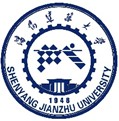 沈阳建筑大学
1948
SHENYANG JIANZHU UNIVERSITY